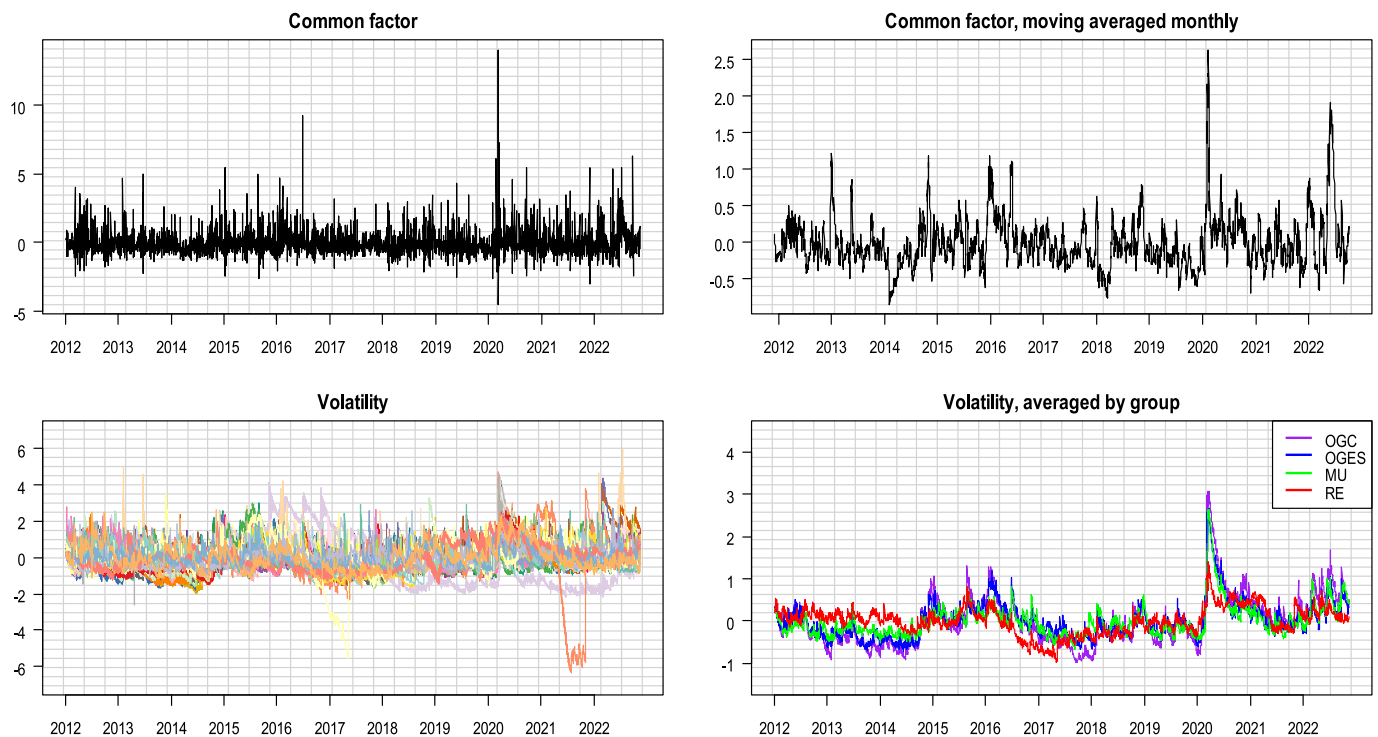 Common factor
10
5
0
-5
2012 2013 2014 2015 2016 2017 2018 2019 2020 2021 2022
Common factor, moving averaged monthly
2.5
2.0
1.5
1.0
0.5
0.0
-0.5
2012 2013 2014 2015 2016 2017 2018 2019 2020 2021 2022
Volatility
6
4
2
0
-2
-4
-6
2012 2013 2014 2015 2016 2017 2018 2019 2020 2021 2022
Volatility, averaged by group
4
3
2
1
0
-1
OGC
OGES
MU
RE
2012 2013 2014 2015 2016 2017 2018 2019 2020 2021 2022